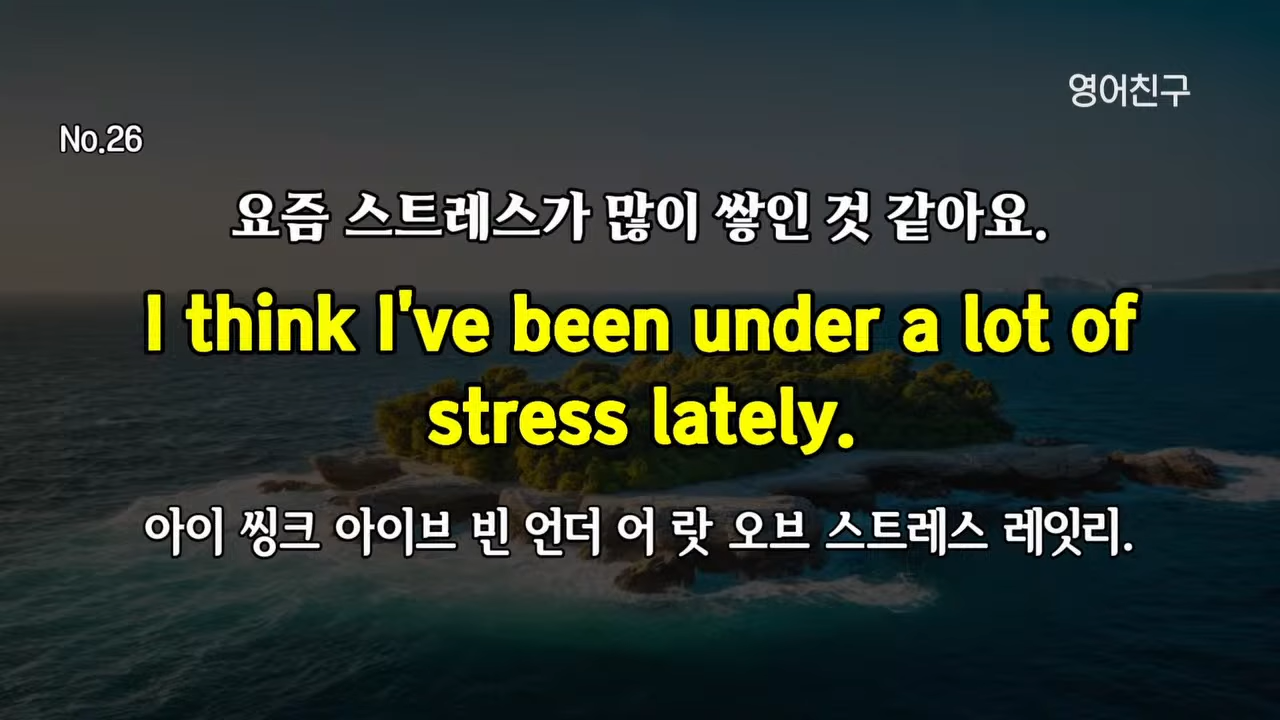 영어친구
No.26
요즘 스트레스가 많이 쌓인 것 같아요.
I think I've been under a lot of
stress lately.
아이 씽크 아이브 빈 언더 어 랏 오브 스트레스 레잇리.